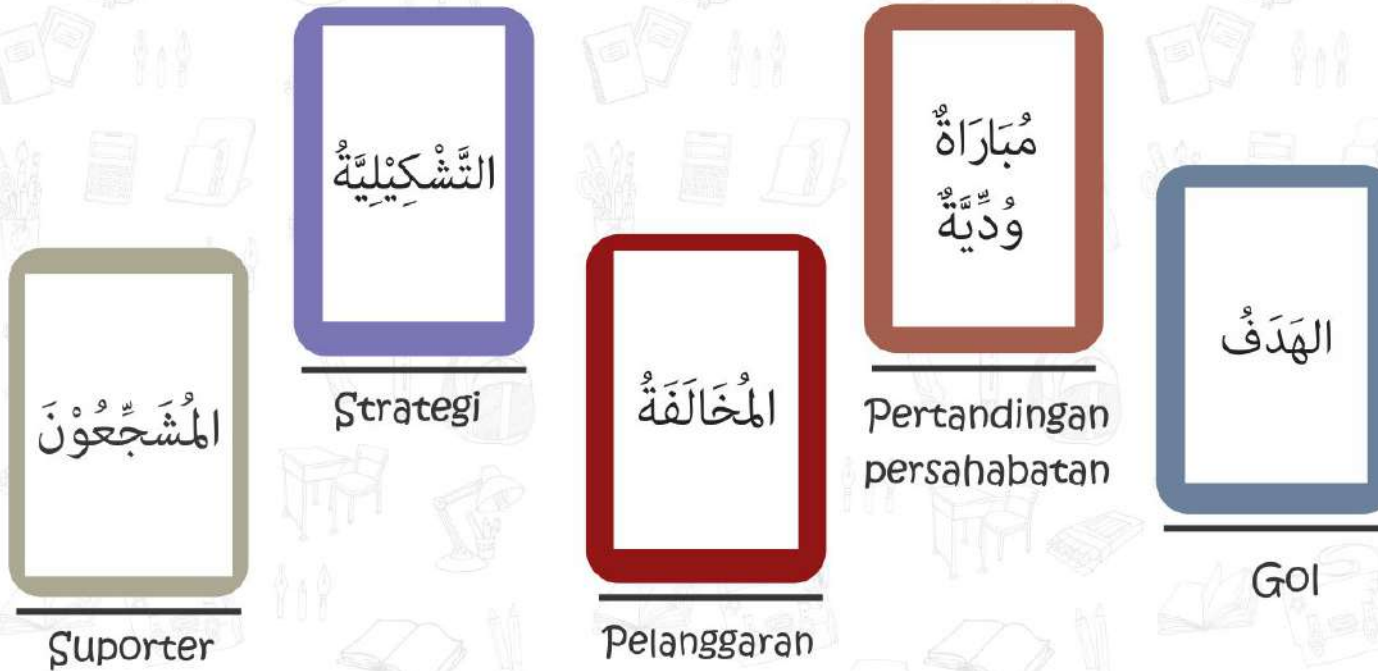 المُشَجِّعُوْنَ
Suporter
التَّشْكِيْلِيَّةُ
Strategi
المُخَالَفَةُ
Pelanggaran
مُبَارَاةٌ
وُدِّيَّةٌ
Pertandingan
persahabatan
الهَدَفُ
Gol